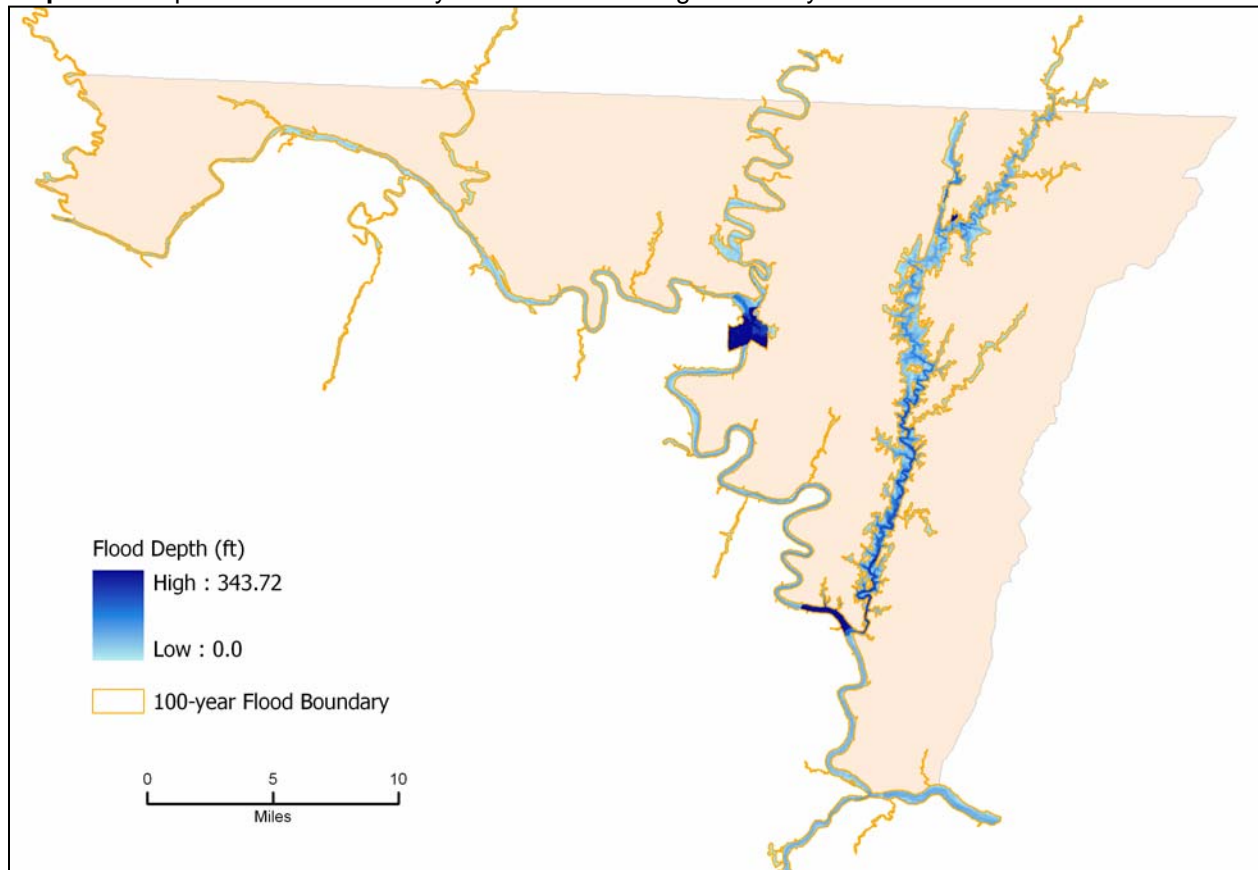 Flood Depth (ft)
High : 343.72
Low : 0.0
100-year Flood Boundary
0 5 10
Miles